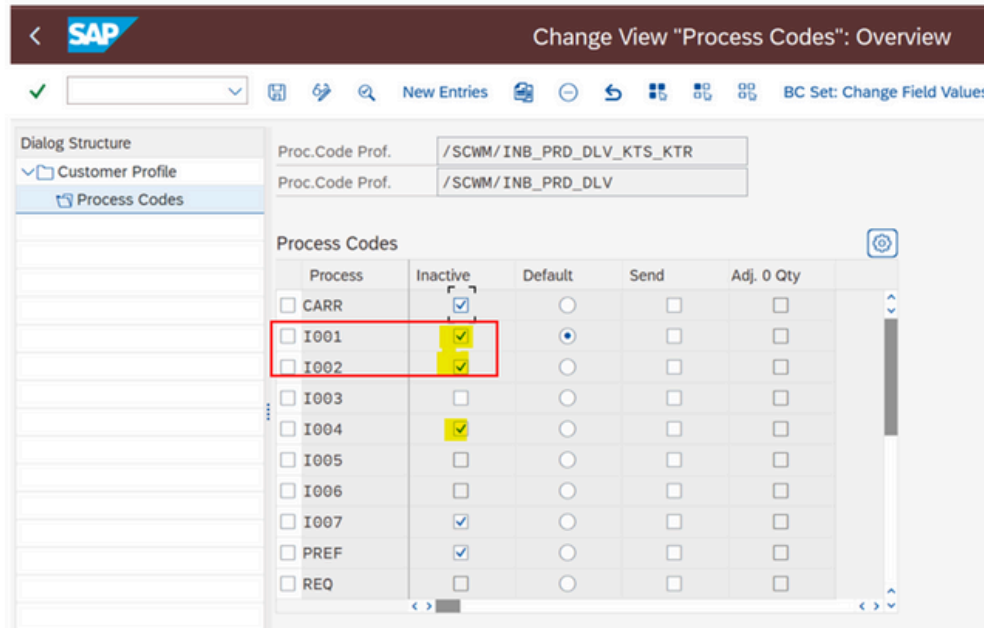 SAP
Change View "Process Codes": Overview
New Entries
BC Set: Change Field Values
Dialog Structure
Customer Profile
Process Codes
Proc.Code Prof. /SCWM/INB_PRD_DLV_KTS_KTR
Proc.Code Prof. /SCWM/INB_PRD_DLV
Process Codes
Process Inactive Default Send Adj. 0 Qty
CARR
I001
I002
I003
I004
I005
I006
I007
PREF
REQ